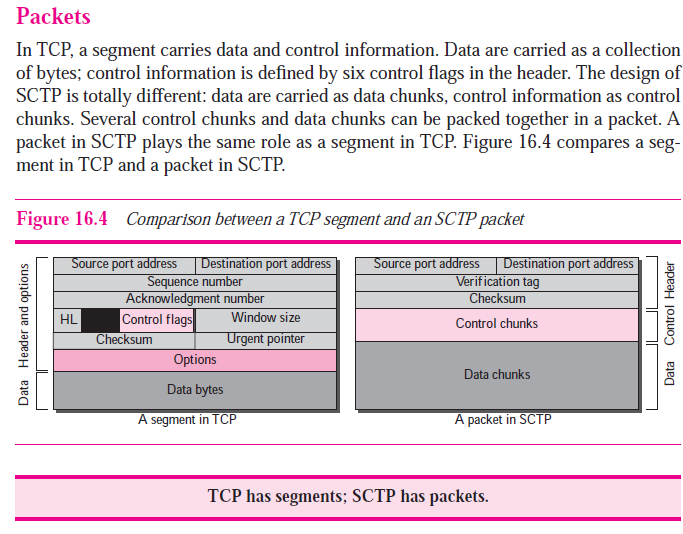 Packets
In TCP, a segment carries data and control information. Data are carried as a collection
of bytes; control information is defined by six control flags in the header. The design of
SCTP is totally different: data are carried as data chunks, control information as control
chunks. Several control chunks and data chunks can be packed together in a packet. A
packet in SCTP plays the same role as a segment in TCP. Figure 16.4 compares a seg-
ment in TCP and a packet in SCTP.
Figure 16.4 Comparison between a TCP segment and an SCTP packet
Header and options
Data
Source port address Destination port address
Sequence number
Acknowledgment number
HL Control flags Window size
Checksum Urgent pointer
Options
Data bytes
A segment in TCP
Source port address Destination port address
Verification tag
Checksum
Control chunks
Data chunks
A packet in SCTP
Header
Control
Data
TCP has segments; SCTP has packets.